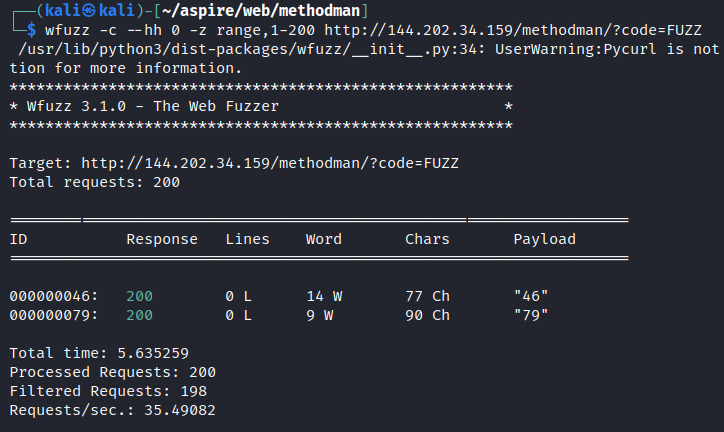 ┌──(kali㉿kali)-[~/aspire/web/methodman]
└─$ wfuzz -c --hh 0 -z range,1-200 http://144.202.34.159/methodman/?code=FUZZ
/usr/lib/python3/dist-packages/wfuzz/__init__.py:34: UserWarning:Pycurl is not
tion for more information.
********************************************************
* Wfuzz 3.1.0 - The Web Fuzzer                         *
********************************************************
Target: http://144.202.34.159/methodman/?code=FUZZ
Total requests: 200
=====================================================================
ID           Response   Lines    Word       Chars       Payload
=====================================================================
000000046:   200        0 L      14 W       77 Ch       "46"
000000079:   200        0 L      9 W        90 Ch       "79"
Total time: 5.635259
Processed Requests: 200
Filtered Requests: 198
Requests/sec.: 35.49082